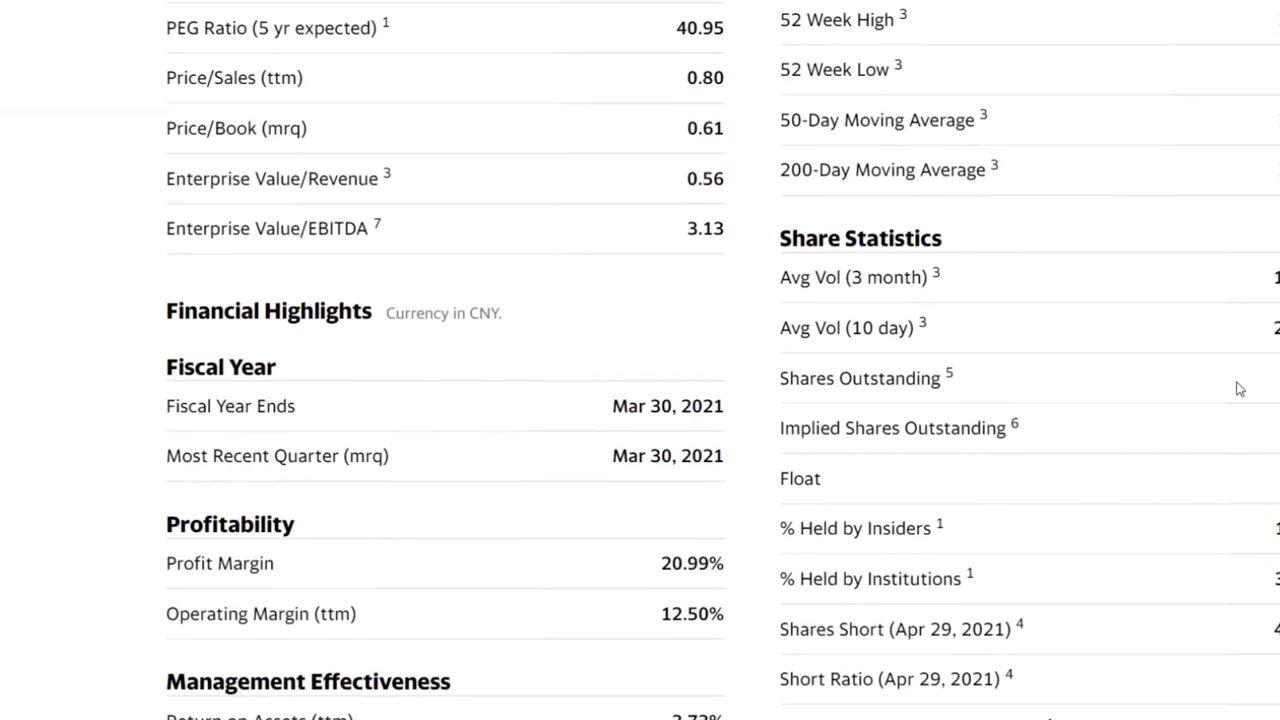 PEG Ratio (5 yr expected) 1 40.95
Price/Sales (ttm) 0.80
Price/Book (mrq) 0.61
Enterprise Value/Revenue 3 0.56
Enterprise Value/EBITDA 7 3.13
Financial Highlights Currency in CNY.
Fiscal Year
Fiscal Year Ends Mar 30, 2021
Most Recent Quarter (mrq) Mar 30, 2021
Profitability
Profit Margin 20.99%
Operating Margin (ttm) 12.50%
Management Effectiveness
Return on Assets (ttm)
52 Week High 3
52 Week Low 3
50-Day Moving Average 3
200-Day Moving Average 3
Share Statistics
Avg Vol (3 month) 3
Avg Vol (10 day) 3
Shares Outstanding 5
Implied Shares Outstanding 6
Float
% Held by Insiders 1
% Held by Institutions 1
Shares Short (Apr 29, 2021) 4
Short Ratio (Apr 29, 2021) 4